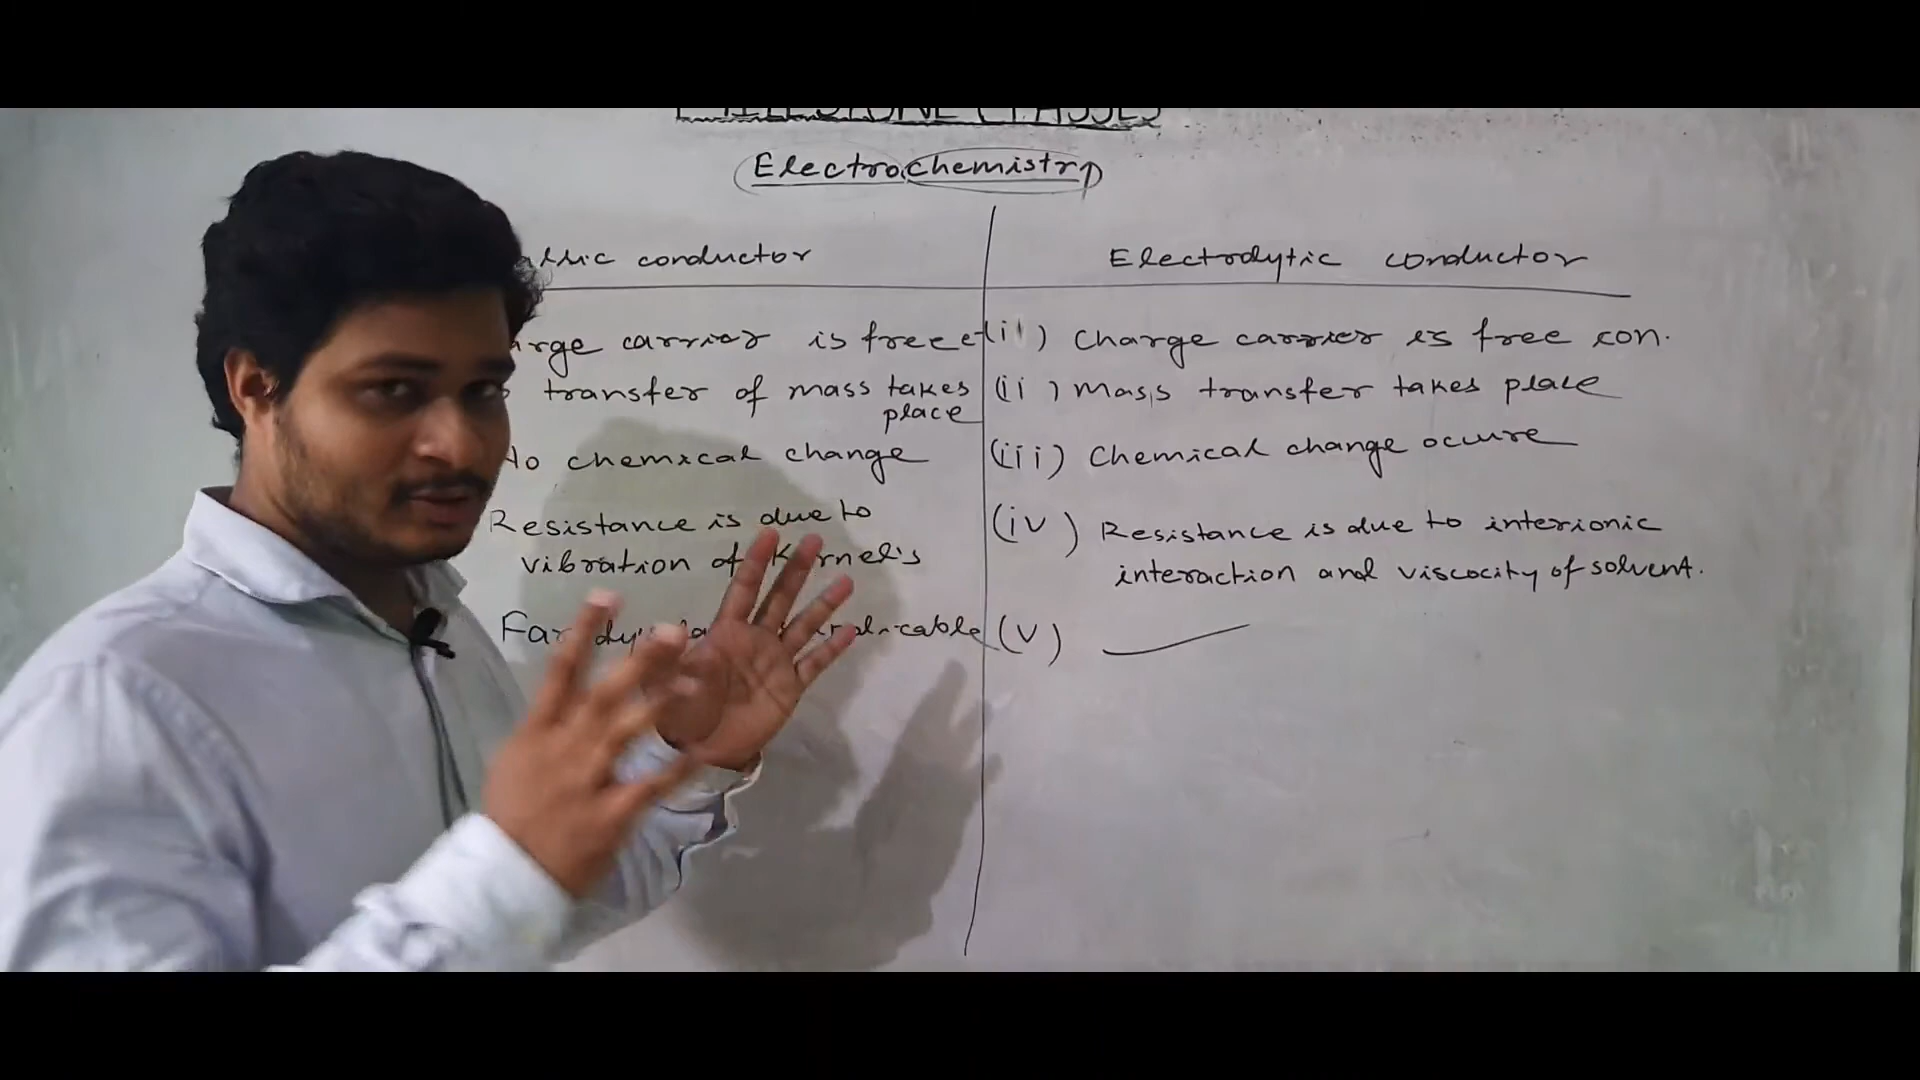 Electrochemistry
conductor
Electrolytic conductor
carrier is free e-
(i) Charge carrier is free ion.
transfer of mass takes
place
(ii) Mass transfer takes place
No chemical change
(iii) Chemical change occure
Resistance is due to
vibration of Kernel's
(iv) Resistance is due to interionic
interaction and viscocity of solvent.
(v)